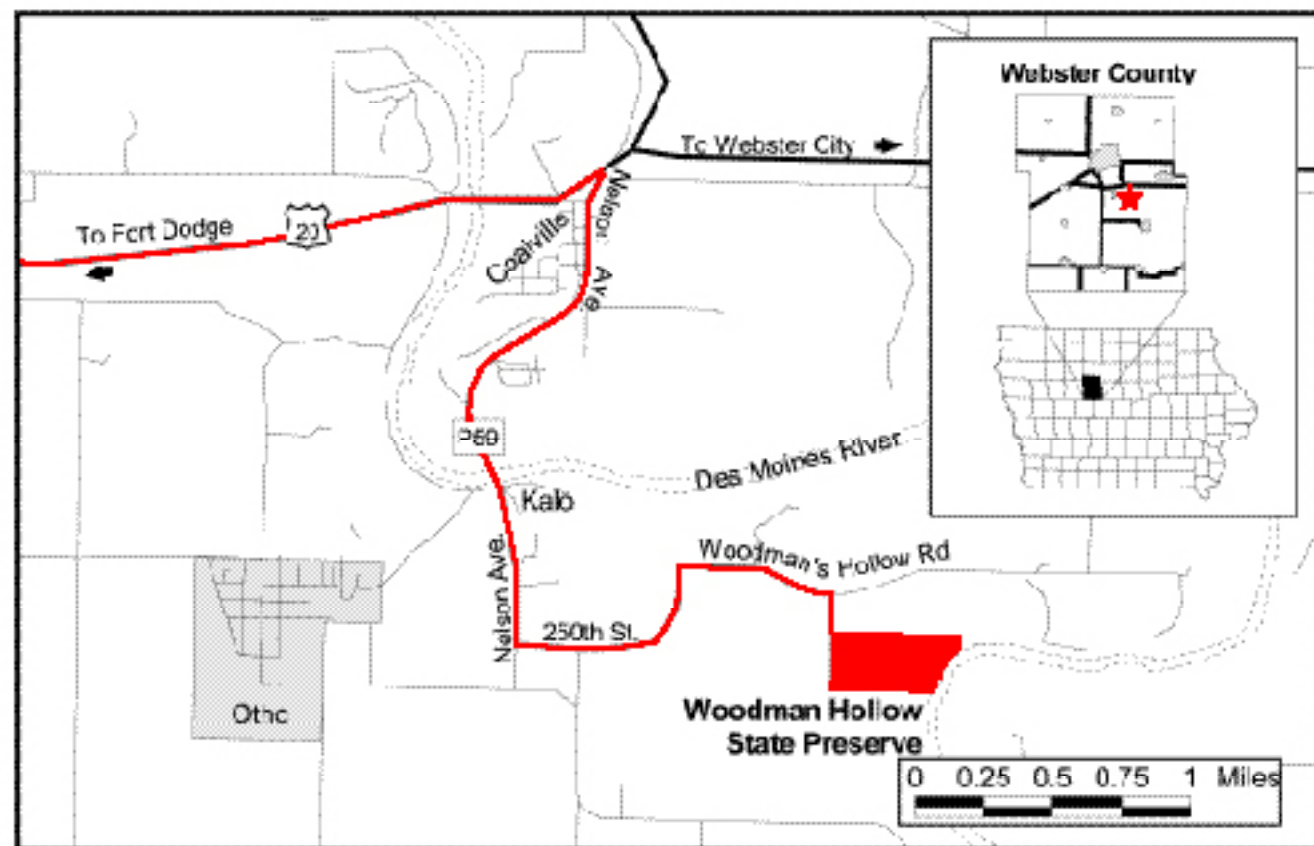 Webster County
To Webster City
To Fort Dodge
20
Coalville
Nelson Ave.
P59
Des Moines River
Kalo
Woodman's Hollow Rd
Nelson Ave.
250th St.
Otho
Woodman Hollow
State Preserve
0 0.25 0.5 0.75 1 Miles